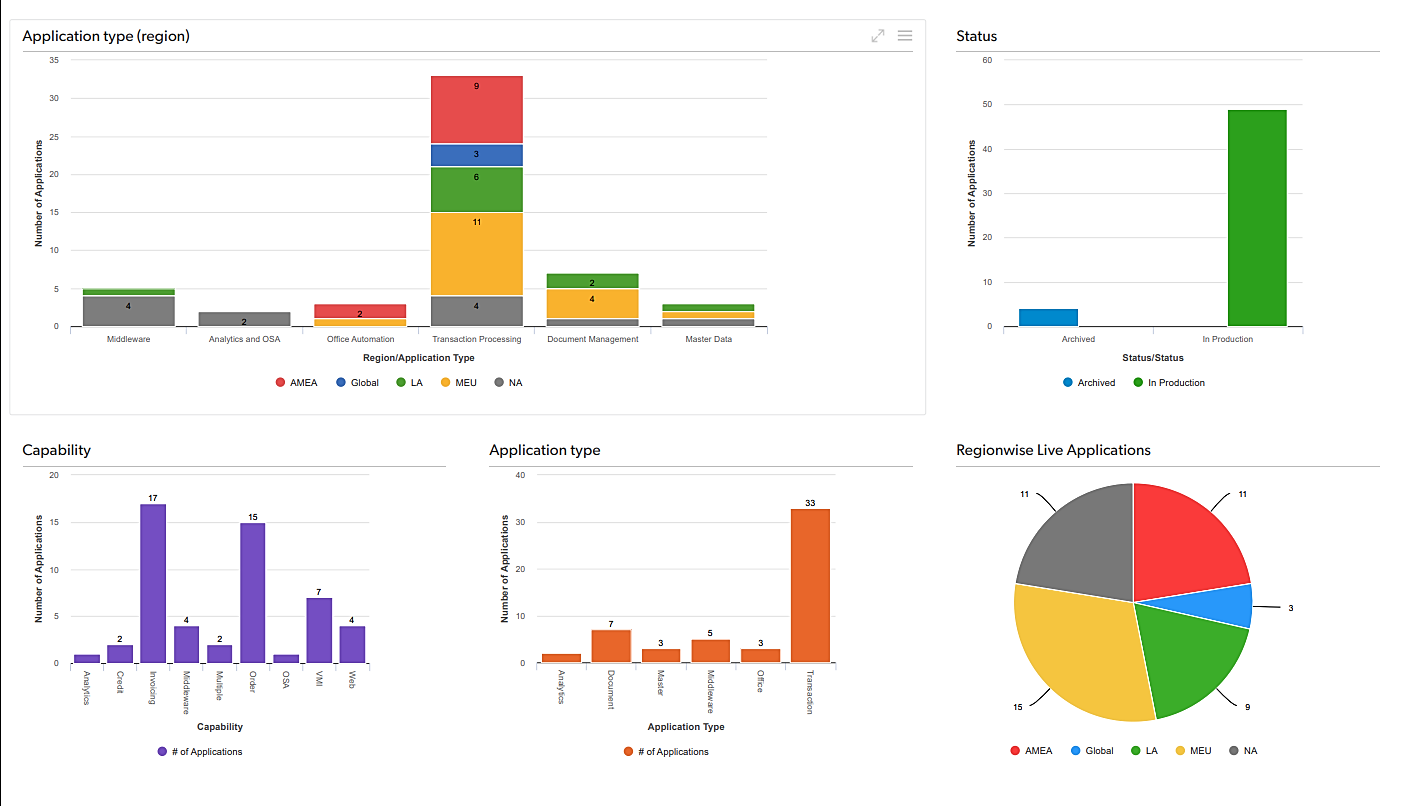 Application type (region)
35
30
25
20
15
10
5
0
Number of Applications
9
3
6
11
4
4
2
2
2
4
Middleware
Analytics and OSA
Office Automation
Transaction Processing
Document Management
Master Data
Region/Application Type
AMEA Global LA MEU NA
Status
60
50
40
30
20
10
0
Number of Applications
Archived
In Production
Status/Status
Archived In Production
Capability
20
15
10
5
0
Number of Applications
2
17
4
2
15
7
4
Analytics
Credit
Invoicing
Middleware
Multiple
Order
OSA
VMI
Web
Capability
# of Applications
Application type
40
30
20
10
0
Number of Applications
7
3
5
3
33
Analytics
Document
Master
Middleware
Office
Transaction
Application Type
# of Applications
Regionwise Live Applications
11
11
3
15
9
AMEA Global LA MEU NA